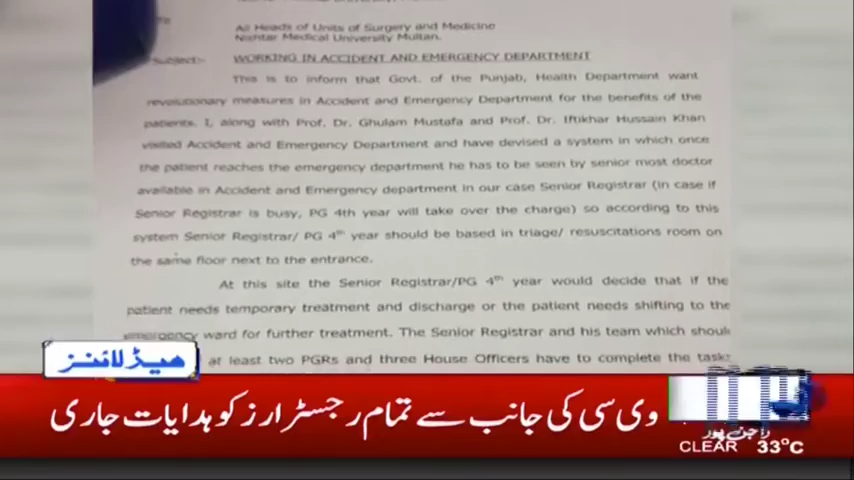 All Heads of Units of Surgery and Medicine
Nishtar Medical University Multan.
Subject:- WORKING IN ACCIDENT AND EMERGENCY DEPARTMENT
This is to inform that Govt. of the Punjab, Health Department want
revolutionary measures in Accident and Emergency Department for the benefits of the
patients. I, along with Prof. Dr. Ghulam Mustafa and Prof. Dr. Iftikhar Hussain Khan
visited Accident and Emergency Department and have devised a system in which once
the patient reaches the emergency department he has to be seen by senior most doctor
available in Accident and Emergency department in our case Senior Registrar (in case if
Senior Registrar is busy, PG 4th year will take over the charge) so according to this
system Senior Registrar/ PG 4th year should be based in triage/ resuscitations room on
the same floor next to the entrance.
At this site the Senior Registrar/PG 4th year would decide that if the
patient needs temporary treatment and discharge or the patient needs shifting to the
emergency ward for further treatment. The Senior Registrar and his team which shoul
at least two PGRs and three House Officers have to complete the task
ہیڈلائنز
وی سی کی جانب سے تمام رجسٹرارز کو ہدایات جاری
راجن پور
CLEAR 33°C